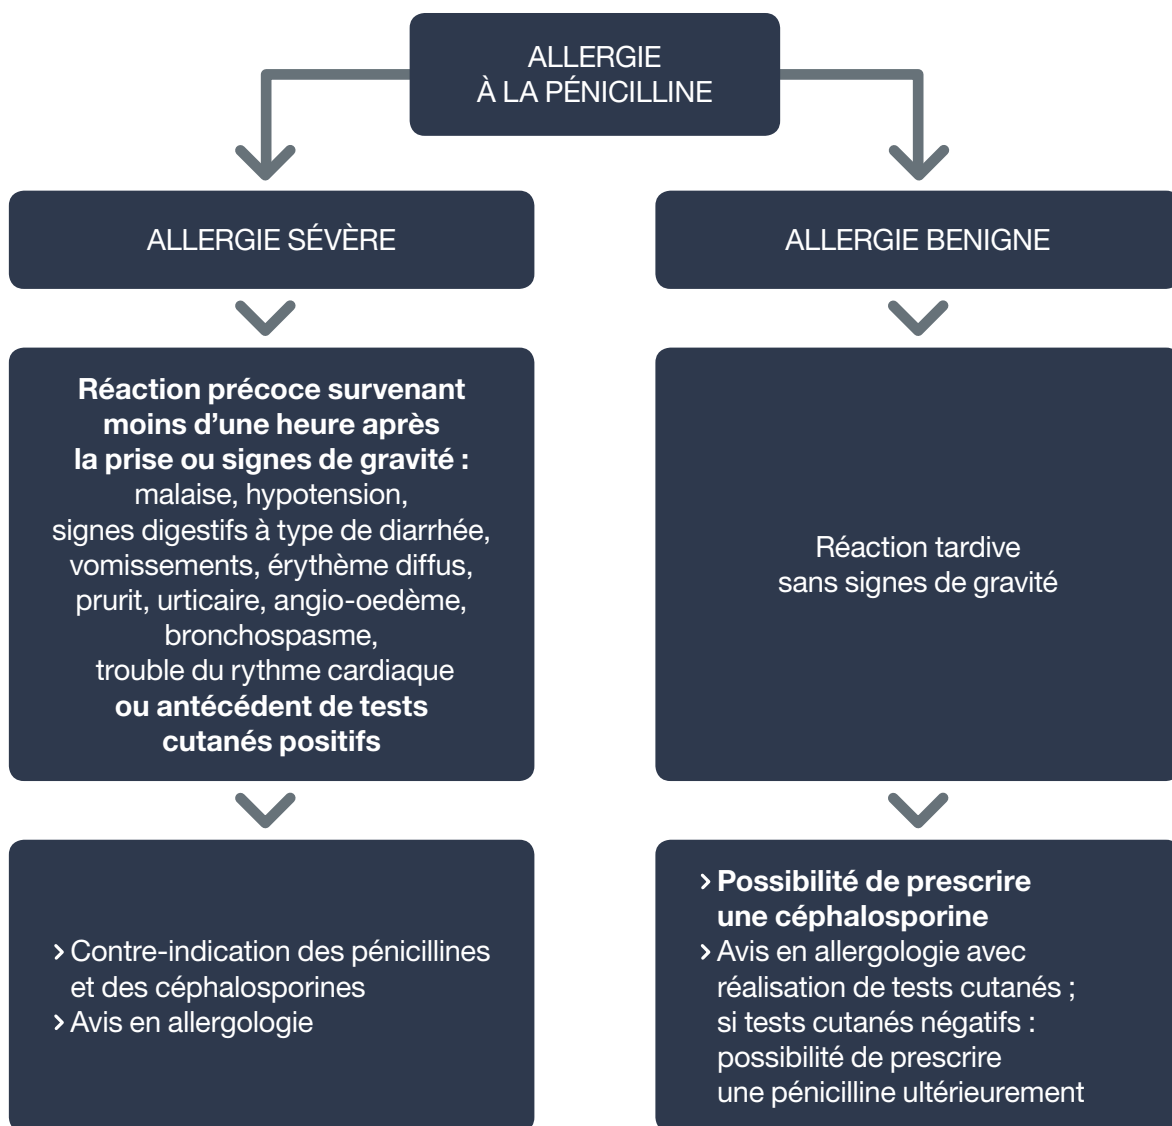 ALLERGIE
À LA PÉNICILLINE
ALLERGIE SÉVÈRE
Réaction précoce survenant
moins d’une heure après
la prise ou signes de gravité :
malaise, hypotension,
signes digestifs à type de diarrhée,
vomissements, érythème diffus,
prurit, urticaire, angio-oedème,
bronchospasme,
trouble du rythme cardiaque
ou antécédent de tests
cutanés positifs
› Contre-indication des pénicillines
et des céphalosporines
› Avis en allergologie
ALLERGIE BENIGNE
Réaction tardive
sans signes de gravité
› Possibilité de prescrire
une céphalosporine
› Avis en allergologie avec
réalisation de tests cutanés ;
si tests cutanés négatifs :
possibilité de prescrire
une pénicilline ultérieurement